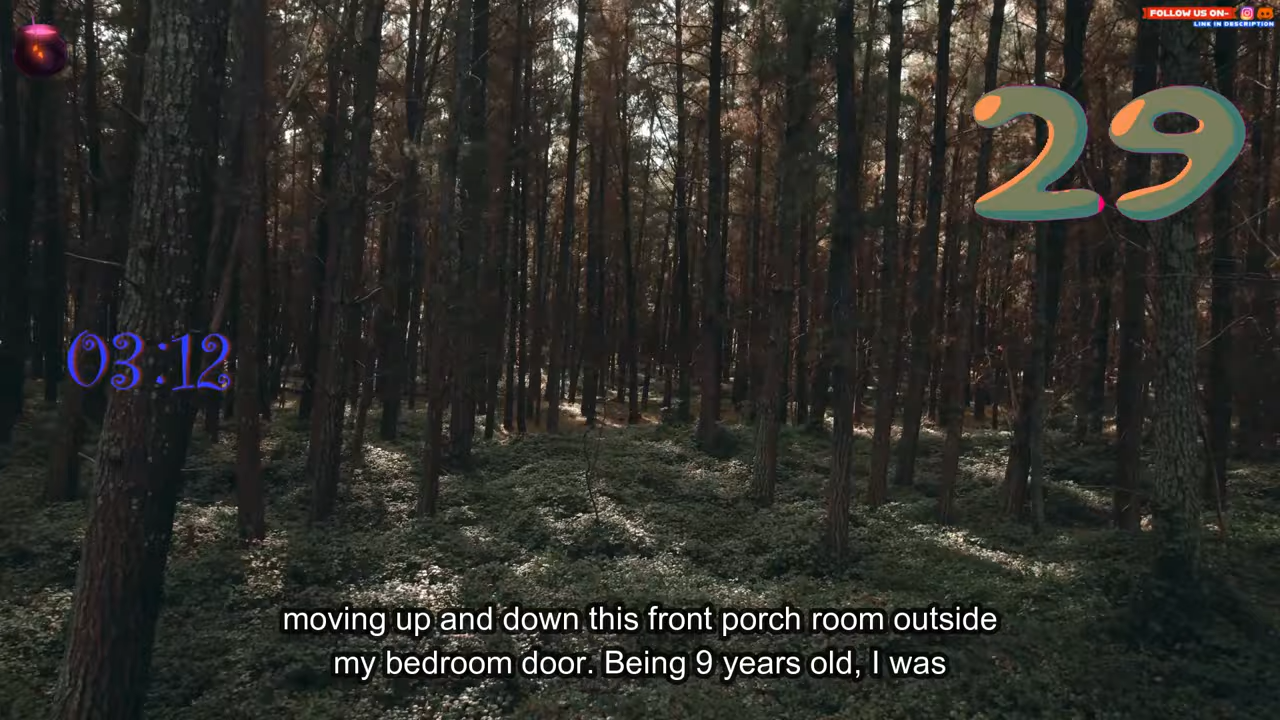 FOLLOW US ON-
LINK IN DESCRIPTION
29
03:12
moving up and down this front porch room outside
my bedroom door. Being 9 years old, I was